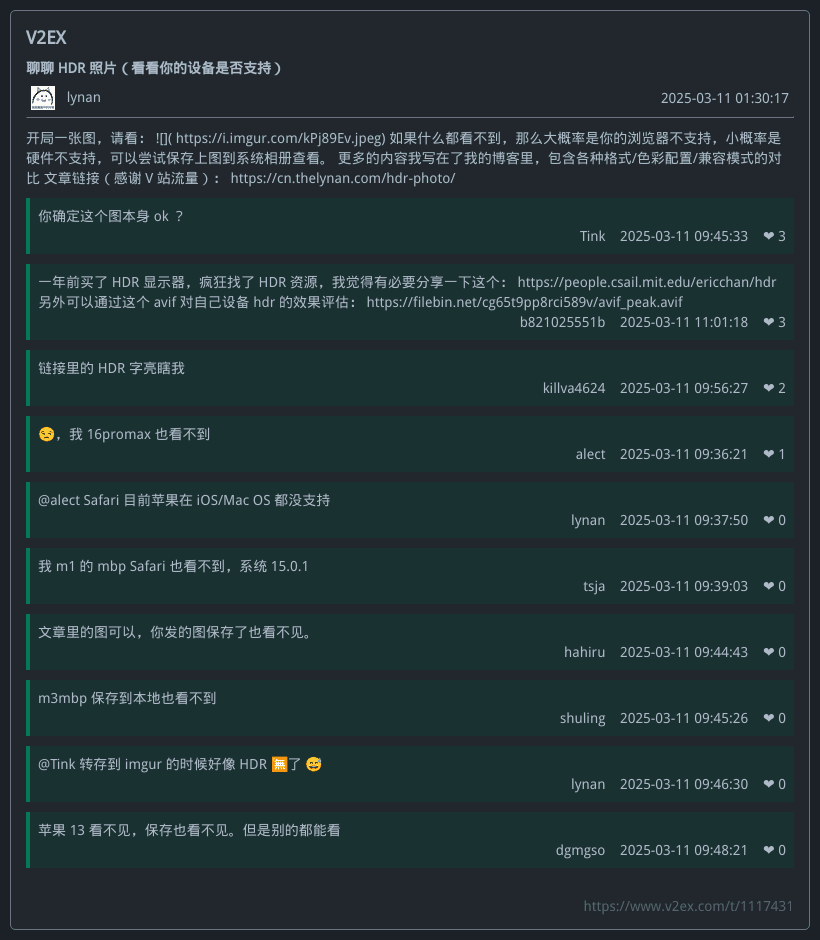 V2EX
聊聊 HDR 照片（看看你的设备是否支持）
lynan 2025-03-11 01:30:17
开局一张图，请看： ![]( https://i.imgur.com/kPj89Ev.jpeg) 如果什么都看不到，那么大概率是你的浏览器不支持，小概率是
硬件不支持，可以尝试保存上图到系统相册查看。 更多的内容我写在了我的博客里，包含各种格式/色彩配置/兼容模式的对
比 文章链接（感谢 V 站流量）： https://cn.thelynan.com/hdr-photo/
你确定这个图本身 ok ？
Tink 2025-03-11 09:45:33 ❤ 3
一年前买了 HDR 显示器，疯狂找了 HDR 资源，我觉得有必要分享一下这个： https://people.csail.mit.edu/ericchan/hdr
另外可以通过这个 avif 对自己设备 hdr 的效果评估： https://filebin.net/cg65t9pp8rci589v/avif_peak.avif
b821025551b 2025-03-11 11:01:18 ❤ 3
链接里的 HDR 字亮瞎我
killva4624 2025-03-11 09:56:27 ❤ 2
😒，我 16promax 也看不到
alect 2025-03-11 09:36:21 ❤ 1
@alect Safari 目前苹果在 iOS/Mac OS 都没支持
lynan 2025-03-11 09:37:50 ❤ 0
我 m1 的 mbp Safari 也看不到，系统 15.0.1
tsja 2025-03-11 09:39:03 ❤ 0
文章里的图可以，你发的图保存了也看不见。
hahiru 2025-03-11 09:44:43 ❤ 0
m3mbp 保存到本地也看不到
shuling 2025-03-11 09:45:26 ❤ 0
@Tink 转存到 imgur 的时候好像 HDR 🈚了 😅
lynan 2025-03-11 09:46:30 ❤ 0
苹果 13 看不见，保存也看不见。但是别的都能看
dgmgso 2025-03-11 09:48:21 ❤ 0
https://www.v2ex.com/t/1117431